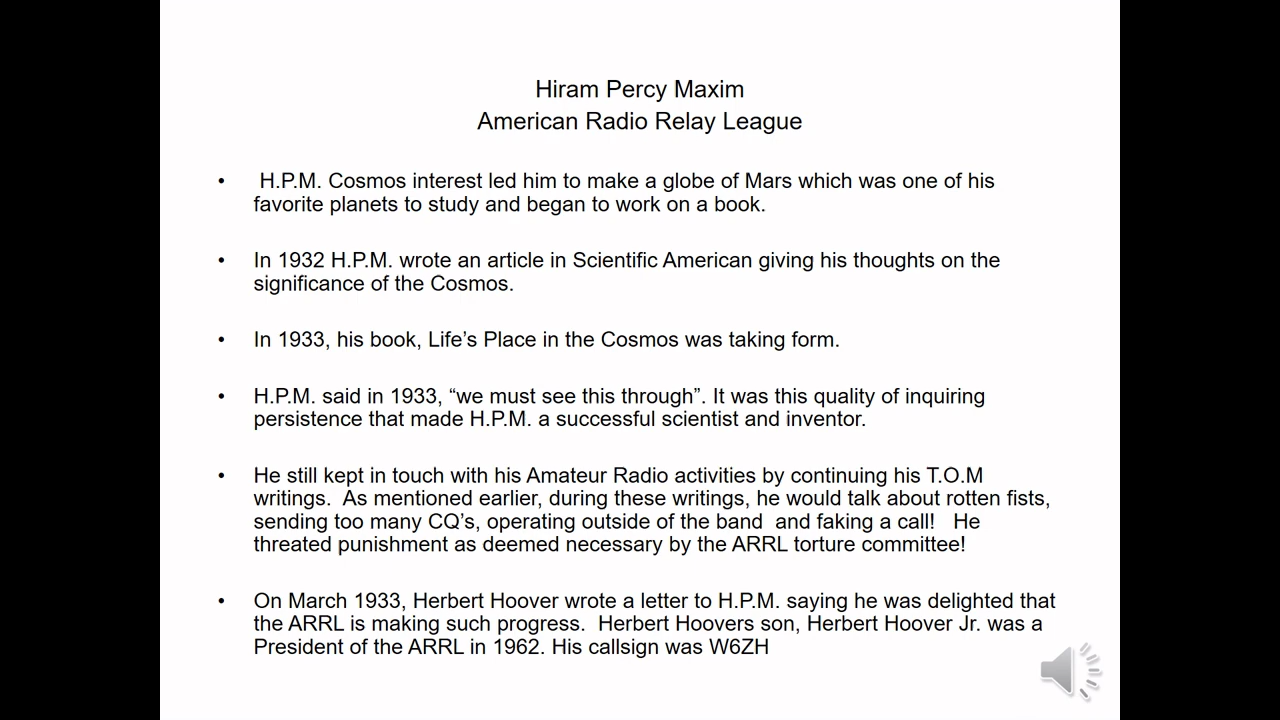 Hiram Percy Maxim
American Radio Relay League
• H.P.M. Cosmos interest led him to make a globe of Mars which was one of his
favorite planets to study and began to work on a book.
• In 1932 H.P.M. wrote an article in Scientific American giving his thoughts on the
significance of the Cosmos.
• In 1933, his book, Life’s Place in the Cosmos was taking form.
• H.P.M. said in 1933, “we must see this through”. It was this quality of inquiring
persistence that made H.P.M. a successful scientist and inventor.
• He still kept in touch with his Amateur Radio activities by continuing his T.O.M
writings.  As mentioned earlier, during these writings, he would talk about rotten fists,
sending too many CQ’s, operating outside of the band  and faking a call!   He
threated punishment as deemed necessary by the ARRL torture committee!
• On March 1933, Herbert Hoover wrote a letter to H.P.M. saying he was delighted that
the ARRL is making such progress.  Herbert Hoovers son, Herbert Hoover Jr. was a
President of the ARRL in 1962. His callsign was W6ZH